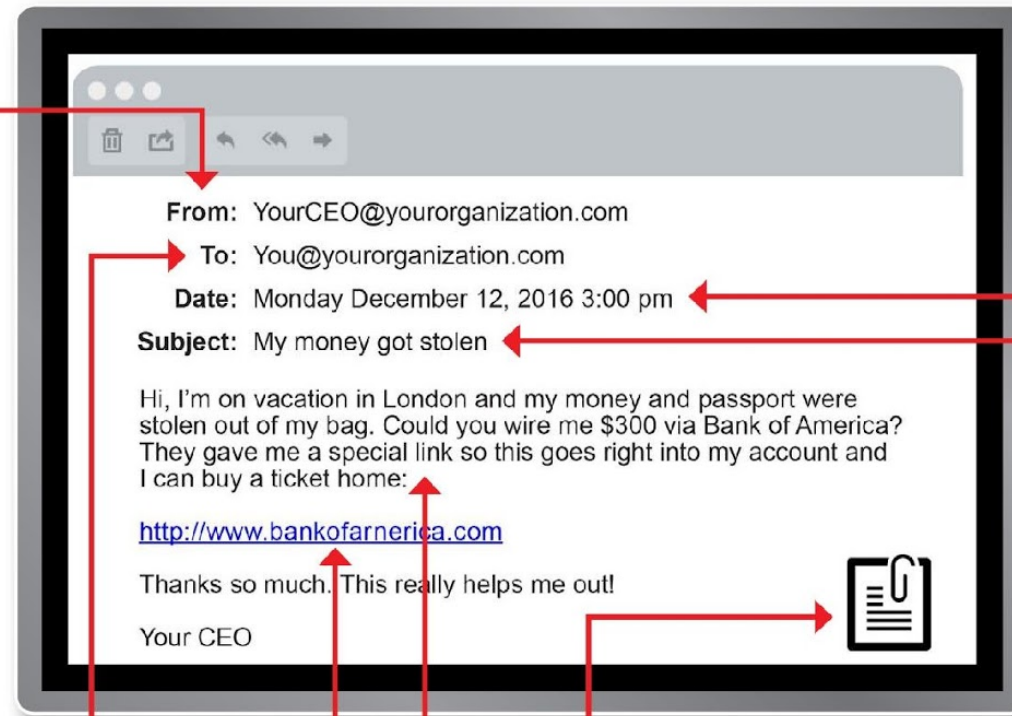 From: YourCEO@yourorganization.com
To: You@yourorganization.com
Date: Monday December 12, 2016 3:00 pm
Subject: My money got stolen
Hi, I'm on vacation in London and my money and passport were
stolen out of my bag. Could you wire me $300 via Bank of America?
They gave me a special link so this goes right into my account and
I can buy a ticket home:
http://www.bankofarnerica.com
Thanks so much. This really helps me out!
Your CEO